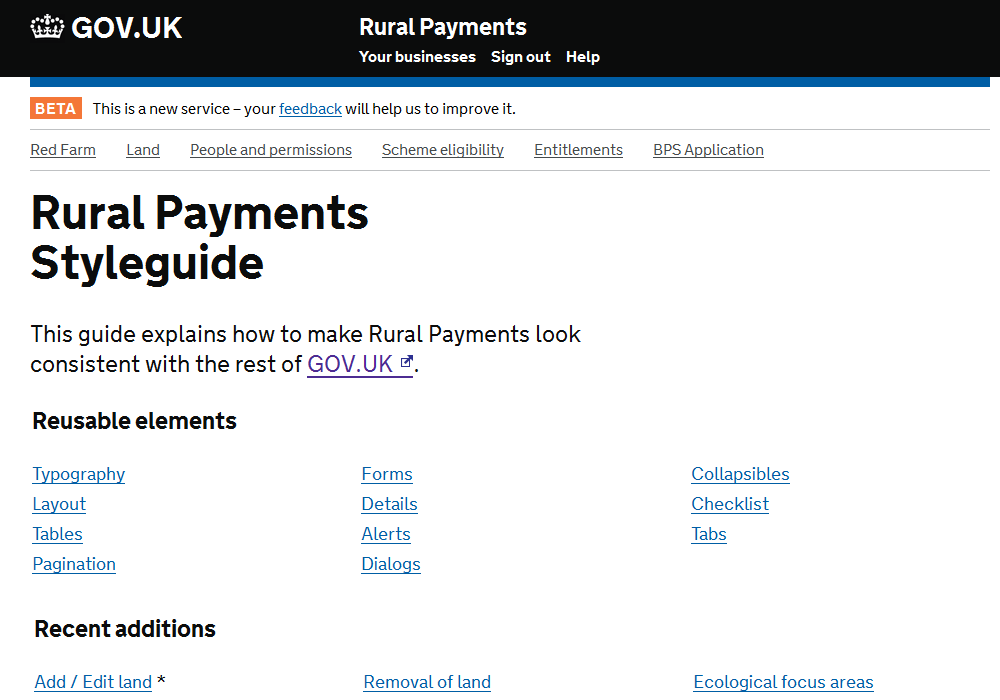 GOV.UK
Rural Payments
Your businesses Sign out Help
BETA This is a new service – your feedback will help us to improve it.
Red Farm Land People and permissions Scheme eligibility Entitlements BPS Application
Rural Payments
Styleguide
This guide explains how to make Rural Payments look
consistent with the rest of GOV.UK.
Reusable elements
Typography Forms Collapsibles
Layout Details Checklist
Tables Alerts Tabs
Pagination Dialogs
Recent additions
Add / Edit land * Removal of land Ecological focus areas